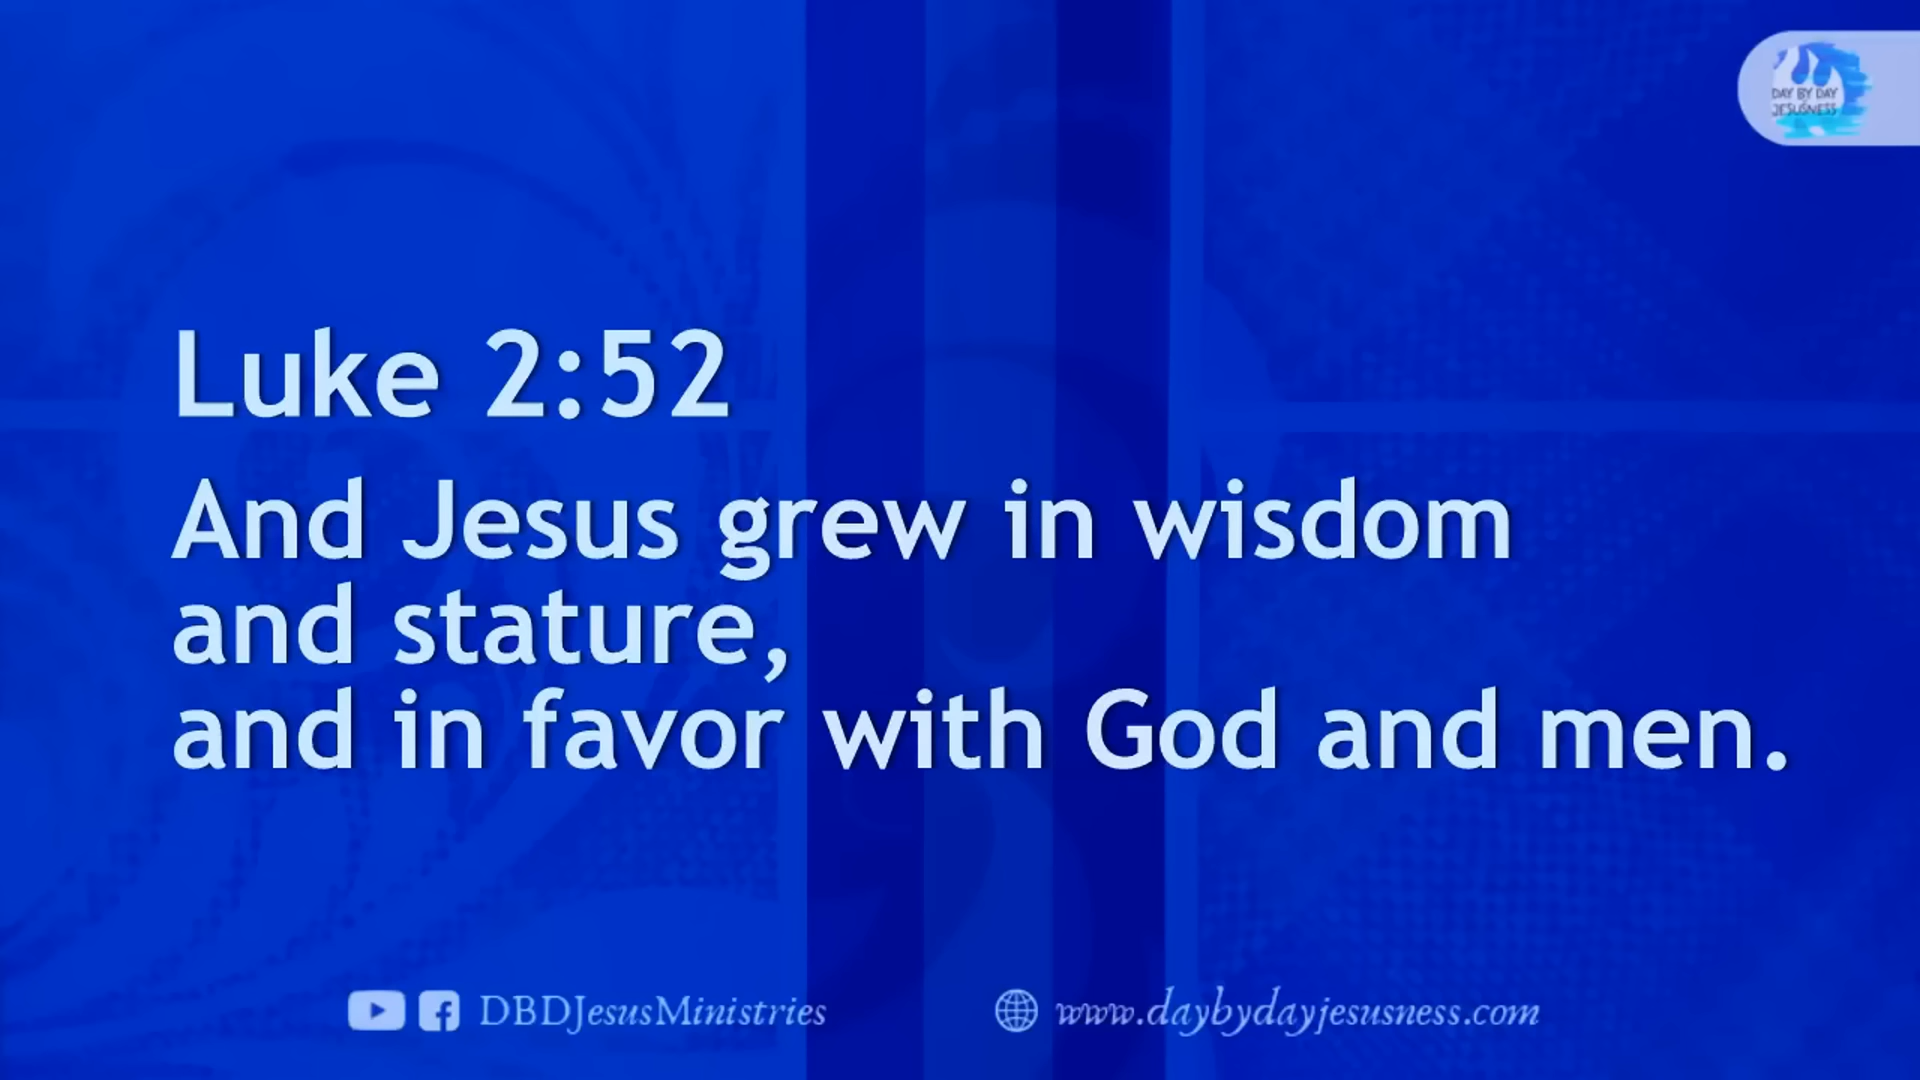 DAY BY DAY
JESUSNESS
Luke 2:52
And Jesus grew in wisdom
and stature,
and in favor with God and men.
DBDJesusMinistries
www.daybydayjesusness.com